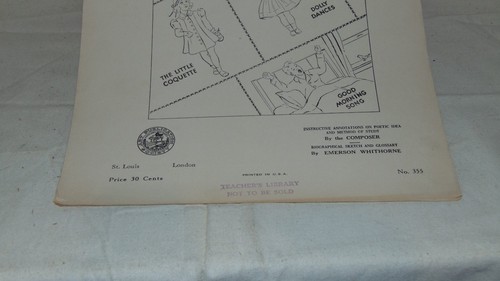 DOLLY
DANCES
THE LITTLE
COQUETTE
GOOD
MORNING
SONG
INSTRUCTIVE ANNOTATIONS ON POETIC IDEA
AND METHOD OF STUDY
By the COMPOSER
BIOGRAPHICAL SKETCH AND GLOSSARY
By EMERSON WHITHORNE
St. Louis London
Price 30 Cents
PRINTED IN U.S.A.
No. 555
TEACHER'S LIBRARY
NOT TO BE SOLD